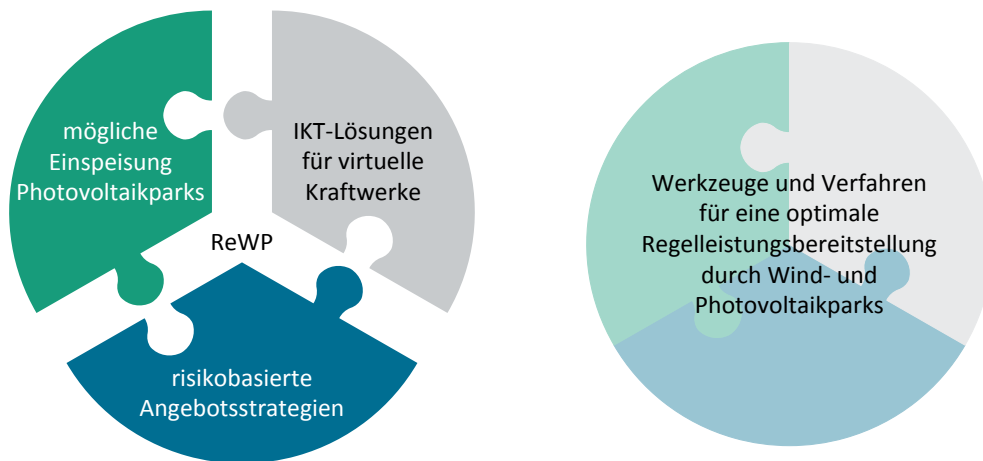 mögliche
Einspeisung
Photovoltaikparks
IKT-Lösungen
für virtuelle
Kraftwerke
ReWP
risikobasierte
Angebotsstrategien
Werkzeuge und Verfahren
für eine optimale
Regelleistungsbereitstellung
durch Wind- und
Photovoltaikparks